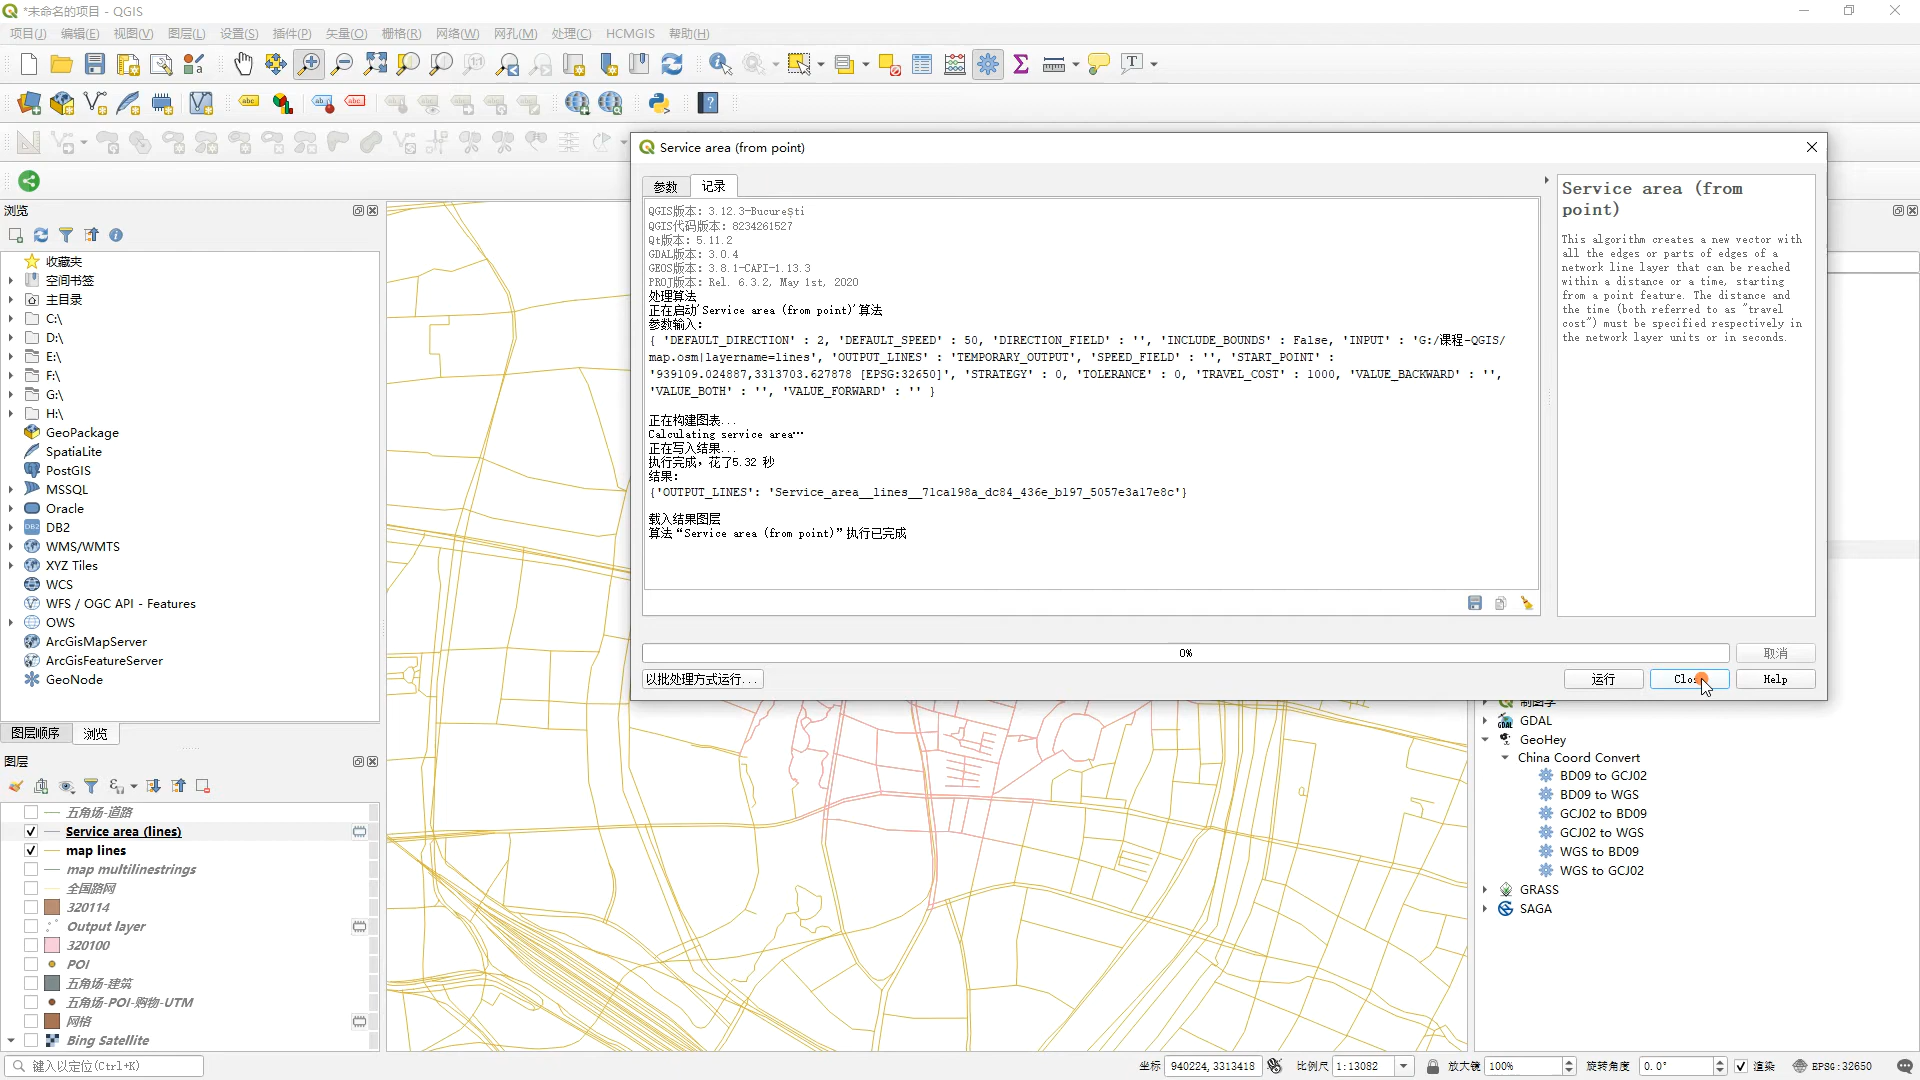 *未命名的项目 - QGIS
项目(J) 编辑(E) 视图(V) 图层(L) 设置(S) 插件(P) 矢量(O) 栅格(R) 网络(W) 网孔(M) 处理(C) HCMGIS 帮助(H)
Service area (from point)
参数 记录
QGIS版本: 3.12.3-București
QGIS代码版本: 8234261527
Qt版本: 5.11.2
GDAL版本: 3.0.4
GEOS版本: 3.8.1-CAPI-1.13.3
PROJ版本: Rel. 6.3.2, May 1st, 2020
处理算法
正在启动'Service area (from point)'算法
参数输入:
{ 'DEFAULT_DIRECTION' : 2, 'DEFAULT_SPEED' : 50, 'DIRECTION_FIELD' : '', 'INCLUDE_BOUNDS' : False, 'INPUT' : 'G:/课程-QGIS/
map.osm|layername=lines', 'OUTPUT_LINES' : 'TEMPORARY_OUTPUT', 'SPEED_FIELD' : '', 'START_POINT' :
'939109.024887,3313703.627878 [EPSG:32650]', 'STRATEGY' : 0, 'TOLERANCE' : 0, 'TRAVEL_COST' : 1000, 'VALUE_BACKWARD' : '',
'VALUE_BOTH' : '', 'VALUE_FORWARD' : '' }
正在构建图表...
Calculating service area…
正在写入结果...
执行完成，花了5.32 秒
结果:
{'OUTPUT_LINES': 'Service_area__lines__71ca198a_dc84_436e_b197_5057e3a17e8c'}
载入结果图层
算法“Service area (from point)”执行已完成
Service area (from
point)
This algorithm creates a new vector with
all the edges or parts of edges of a
network line layer that can be reached
within a distance or a time, starting
from a point feature. The distance and
the time (both referred to as "travel
cost") must be specified respectively in
the network layer units or in seconds.
0%
取消
以批处理方式运行...
运行
Help
浏览
收藏夹
空间书签
主目录
C:\
D:\
E:\
F:\
G:\
H:\
GeoPackage
SpatiaLite
PostGIS
MSSQL
Oracle
DB2
WMS/WMTS
XYZ Tiles
WCS
WFS / OGC API - Features
OWS
ArcGisMapServer
ArcGisFeatureServer
GeoNode
图层顺序 浏览
图层
五角场-道路
Service area (lines)
map lines
map multilinestrings
全国路网
320114
Output layer
320100
POI
五角场-建筑
五角场-POI-购物-UTM
网格
Bing Satellite
GDAL
GeoHey
China Coord Convert
BD09 to GCJ02
BD09 to WGS
GCJ02 to BD09
GCJ02 to WGS
WGS to BD09
WGS to GCJ02
GRASS
SAGA
键入以定位(Ctrl+K)
坐标 940224,3313418 比例尺 1:13082 放大镜 100% 旋转角度 0.0° 渲染 EPSG:32650